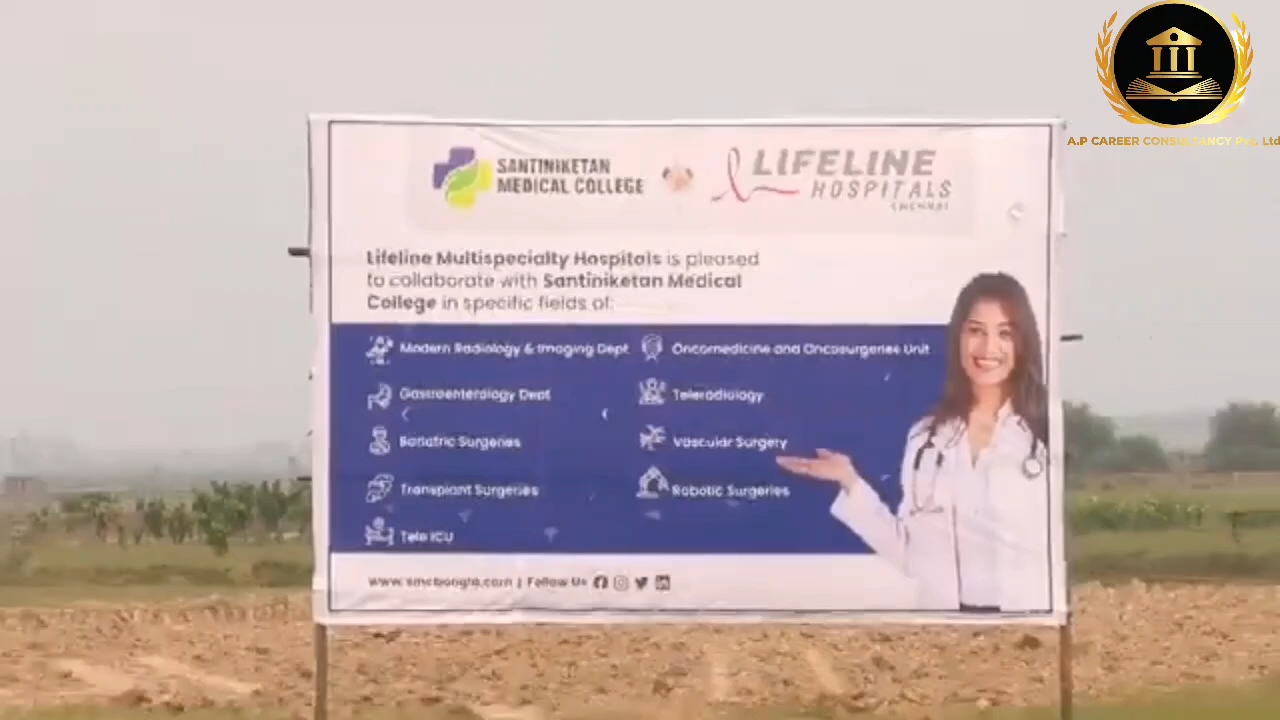 A.P CAREER CONSULTANCY Pvt. Ltd
SANTINIKETAN
MEDICAL COLLEGE
LIFELINE
HOSPITALS
CHENNAI
Lifeline Multispecialty Hospitals is pleased
to collaborate with Santiniketan Medical
College in specific fields of:
Modern Radiology & Imaging Dept.
Oncomedicine and Oncosurgeries Unit
Gastroenterology Dept
Teleradiology
Bariatric Surgeries
Vascular Surgery
Transplant Surgeries
Robotic Surgeries
Tele ICU
www.smcbangla.com | Follow Us